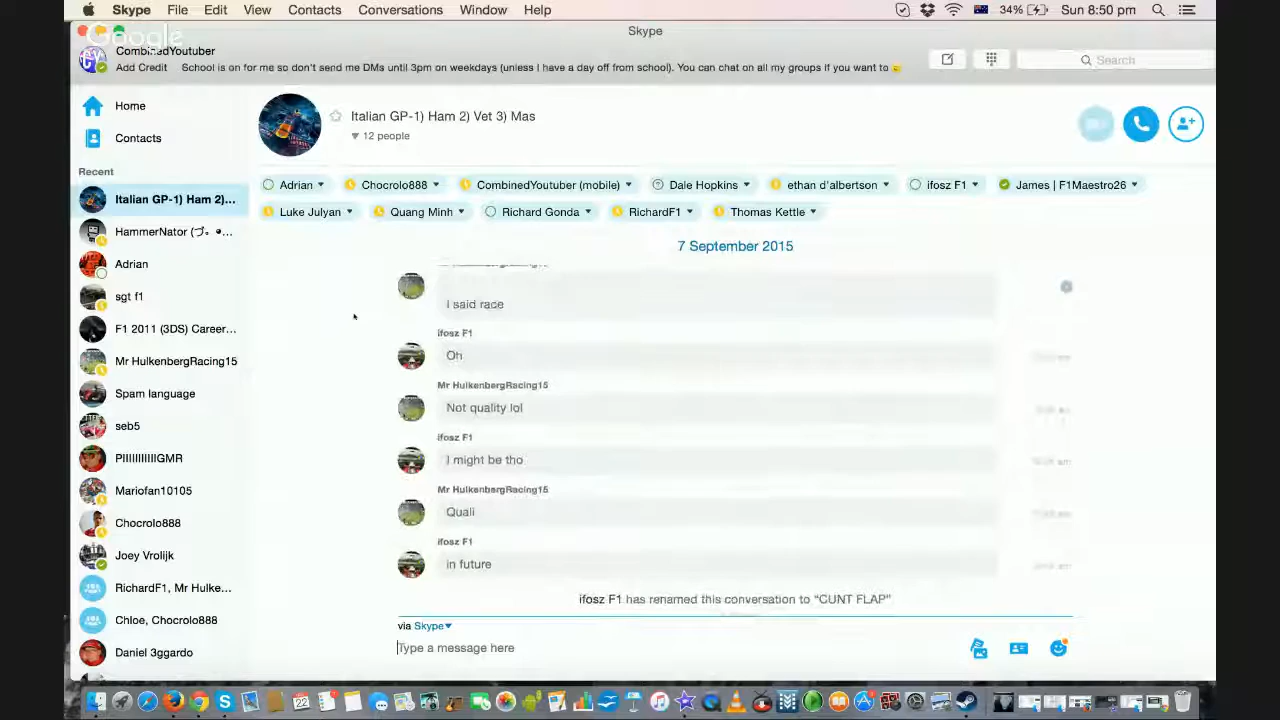 Skype File Edit View Contacts Conversations Window Help 34% Sun 8:50 pm
Skype
Google
CombinedYoutuber
Add Credit School is on for me so don't send me DMs until 3pm on weekdays (unless I have a day off from school). You can chat on all my groups if you want to
Search
Home
Contacts
Recent
Italian GP-1) Ham 2)...
HammerNator
Adrian
sgt f1
F1 2011 (3DS) Career...
Mr HulkenbergRacing15
Spam language
seb5
Mariofan10105
Chocrolo888
Joey Vrolijk
RichardF1, Mr Hulke...
Chloe, Chocrolo888
Daniel 3ggardo
Italian GP-1) Ham 2) Vet 3) Mas
12 people
Adrian Chocrolo888 CombinedYoutuber (mobile) Dale Hopkins d'albertson ifosz F1 James | F1Maestro26
Luke Julyan Quang Minh Richard Gonda RichardF1 Thomas Kettle
7 September 2015
I said race
ifosz F1
Oh
Mr HulkenbergRacing15
Not quality lol
ifosz F1
I might be tho
Mr HulkenbergRacing15
Quali
ifosz F1
in future
ifosz F1 has renamed this conversation to “CUNT FLAP”
via Skype
Type a message here